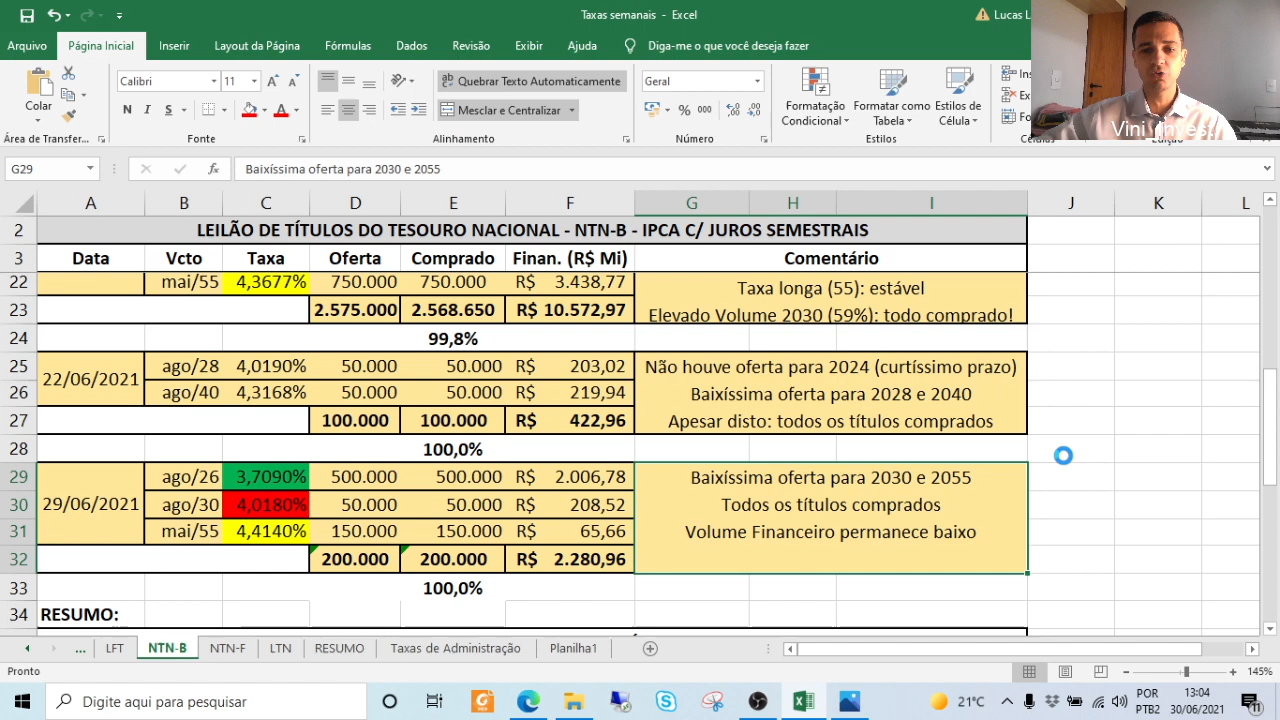 Taxas semanais - Excel
Lucas L
Arquivo Página Inicial Inserir Layout da Página Fórmulas Dados Revisão Exibir Ajuda Diga-me o que você deseja fazer
Colar
Calibri 11
N I S
A A
A
ab Quebrar Texto Automaticamente
Mesclar e Centralizar
Geral
% 000
Formatação Condicional
Formatar como Tabela
Estilos de Célula
Ins
Ex
Fo
Área de Transfer...
Fonte
Alinhamento
Número
Estilos
Células
Vini Invest
G29 fx Baixíssima oferta para 2030 e 2055
A B C D E F G H I J K L
2 LEILÃO DE TÍTULOS DO TESOURO NACIONAL - NTN-B - IPCA C/ JUROS SEMESTRAIS
3 Data Vcto Taxa Oferta Comprado Finan. (R$ Mi) Comentário
22 mai/55 4,3677% 750.000 750.000 R$ 3.438,77 Taxa longa (55): estável
23 2.575.000 2.568.650 R$ 10.572,97 Elevado Volume 2030 (59%): todo comprado!
24 99,8%
25 22/06/2021 ago/28 4,0190% 50.000 50.000 R$ 203,02 Não houve oferta para 2024 (curtíssimo prazo)
26 ago/40 4,3168% 50.000 50.000 R$ 219,94 Baixíssima oferta para 2028 e 2040
27 100.000 100.000 R$ 422,96 Apesar disto: todos os títulos comprados
28 100,0%
29 29/06/2021 ago/26 3,7090% 500.000 500.000 R$ 2.006,78 Baixíssima oferta para 2030 e 2055
30 ago/30 4,0180% 50.000 50.000 R$ 208,52 Todos os títulos comprados
31 mai/55 4,4140% 150.000 150.000 R$ 65,66 Volume Financeiro permanece baixo
32 200.000 200.000 R$ 2.280,96
33 100,0%
34 RESUMO:
... LFT NTN-B NTN-F LTN RESUMO Taxas de Administração Planilha1
Pronto
145%
Digite aqui para pesquisar
21°C
POR
PTB2
13:04
30/06/2021
11